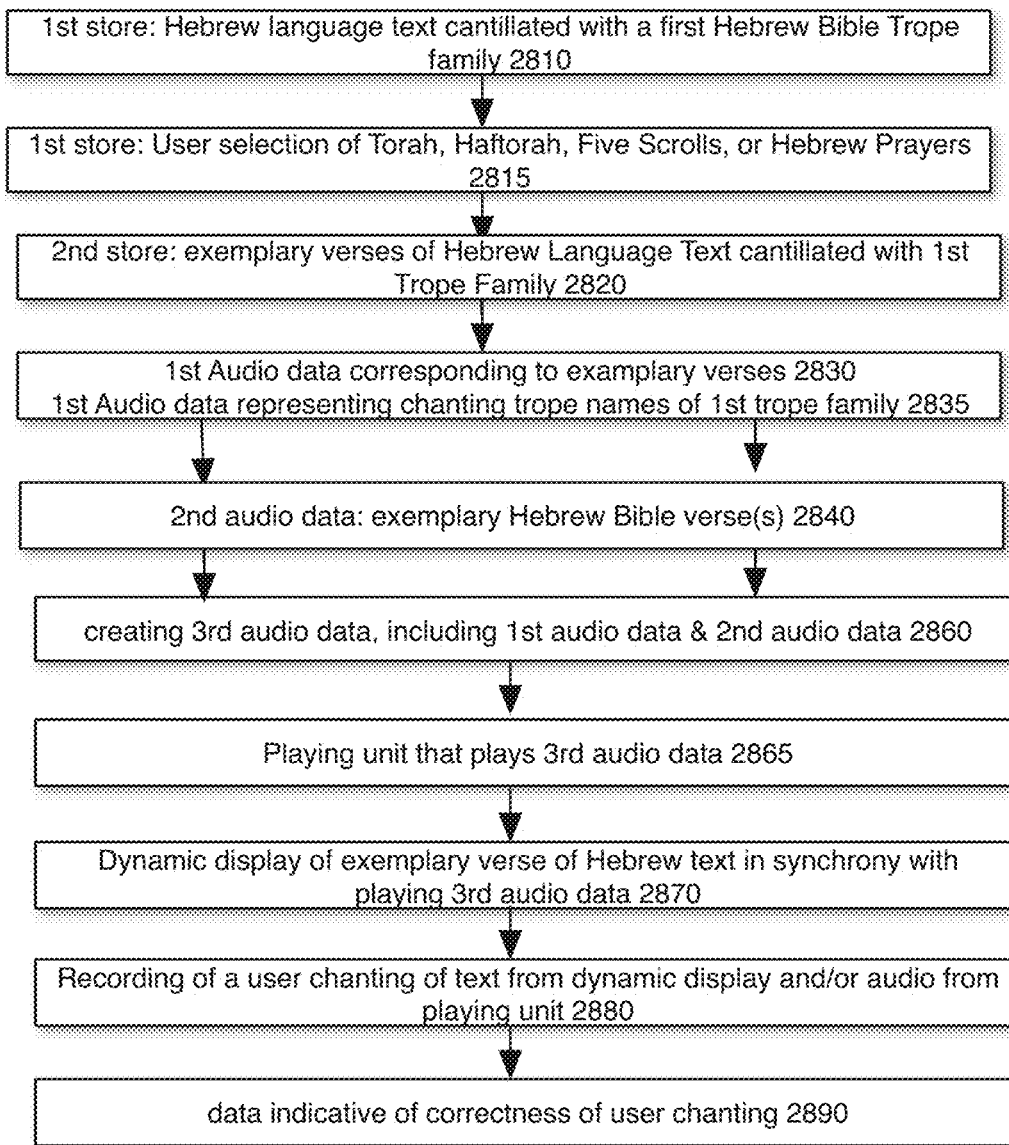 1st store: Hebrew language text cantillated with a first Hebrew Bible Trope
family 2810
1st store: User selection of Torah, Haftorah, Five Scrolls, or Hebrew Prayers
2815
2nd store: exemplary verses of Hebrew Language Text cantillated with 1st
Trope Family 2820
1st Audio data corresponding to examplary verses 2830
1st Audio data representing chanting trope names of 1st trope family 2835
2nd audio data: exemplary Hebrew Bible verse(s) 2840
creating 3rd audio data, including 1st audio data & 2nd audio data 2860
Playing unit that plays 3rd audio data 2865
Dynamic display of exemplary verse of Hebrew text in synchrony with
playing 3rd audio data 2870
Recording of a user chanting of text from dynamic display and/or audio from
playing unit 2880
data indicative of correctness of user chanting 2890